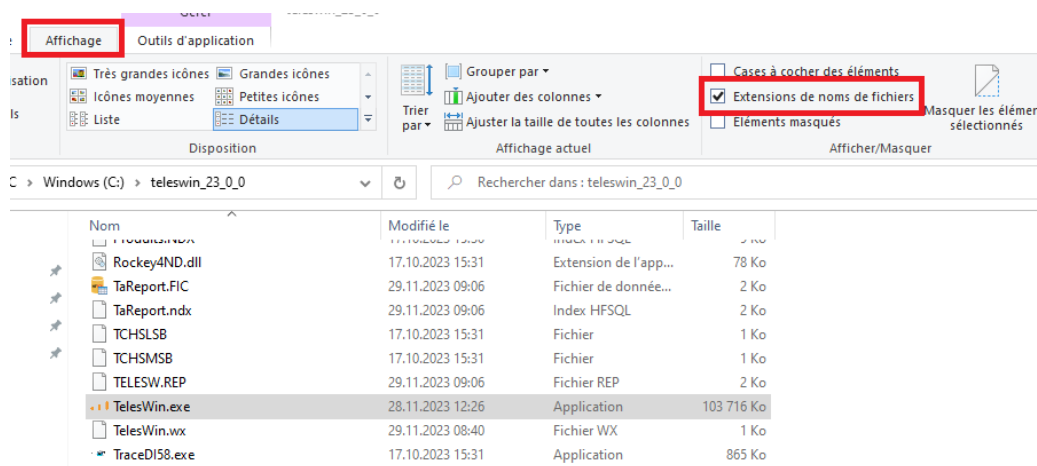 Affichage Outils d'application
Très grandes icônes Grandes icônes
Icônes moyennes Petites icônes
Liste Détails
Disposition
Trier par
Grouper par
Ajouter des colonnes
Ajuster la taille de toutes les colonnes
Affichage actuel
Cases à cocher des éléments
Extensions de noms de fichiers
Éléments masqués
Masquer les élémen
sélectionnés
Afficher/Masquer
Windows (C:) > teleswin_23_0_0
Rechercher dans : teleswin_23_0_0
Nom Modifié le Type Taille
Rockey4ND.dll 17.10.2023 15:31 Extension de l'app... 78 Ko
TaReport.FIC 29.11.2023 09:06 Fichier de donnée... 2 Ko
TaReport.ndx 29.11.2023 09:06 Index HFSQL 2 Ko
TCHSLSB 17.10.2023 15:31 Fichier 1 Ko
TCHSMSB 17.10.2023 15:31 Fichier 1 Ko
TELESW.REP 29.11.2023 09:06 Fichier REP 2 Ko
TelesWin.exe 28.11.2023 12:26 Application 103 716 Ko
TelesWin.wx 29.11.2023 08:40 Fichier WX 1 Ko
TraceDI58.exe 17.10.2023 15:31 Application 865 Ko